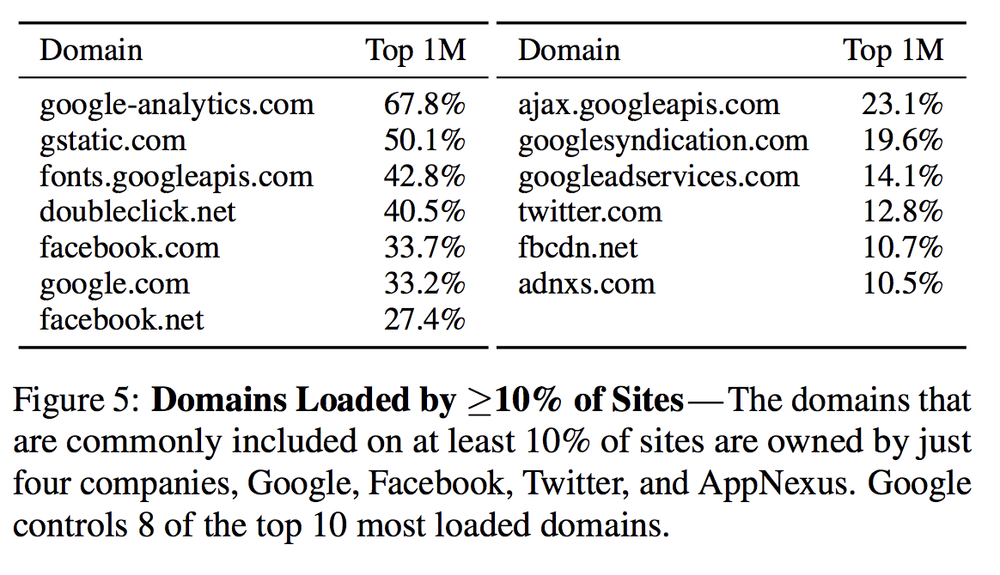 Domain Top 1M Domain Top 1M
google-analytics.com 67.8% ajax.googleapis.com 23.1%
gstatic.com 50.1% googlesyndication.com 19.6%
fonts.googleapis.com 42.8% googleadservices.com 14.1%
doubleclick.net 40.5% twitter.com 12.8%
facebook.com 33.7% fbcdn.net 10.7%
google.com 33.2% adnxs.com 10.5%
facebook.net 27.4%
Figure 5: Domains Loaded by ≥10% of Sites—The domains that
are commonly included on at least 10% of sites are owned by just
four companies, Google, Facebook, Twitter, and AppNexus. Google
controls 8 of the top 10 most loaded domains.